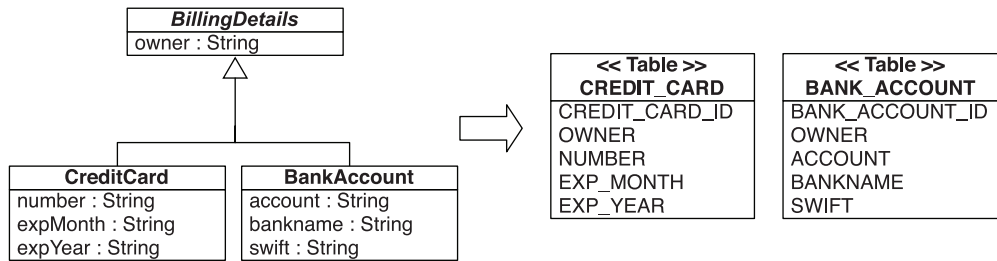 BillingDetails
owner : String
CreditCard
number : String
expMonth : String
expYear : String
BankAccount
account : String
bankname : String
swift : String
<< Table >>
CREDIT_CARD
CREDIT_CARD_ID
OWNER
NUMBER
EXP_MONTH
EXP_YEAR
<< Table >>
BANK_ACCOUNT
BANK_ACCOUNT_ID
OWNER
ACCOUNT
BANKNAME
SWIFT